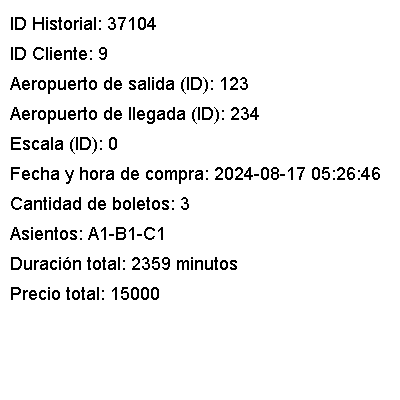 ID Historial: 37104
ID Cliente: 9
Aeropuerto de salida (ID): 123
Aeropuerto de llegada (ID): 234
Escala (ID): 0
Fecha y hora de compra: 2024-08-17 05:26:46
Cantidad de boletos: 3
Asientos: A1-B1-C1
Duración total: 2359 minutos
Precio total: 15000